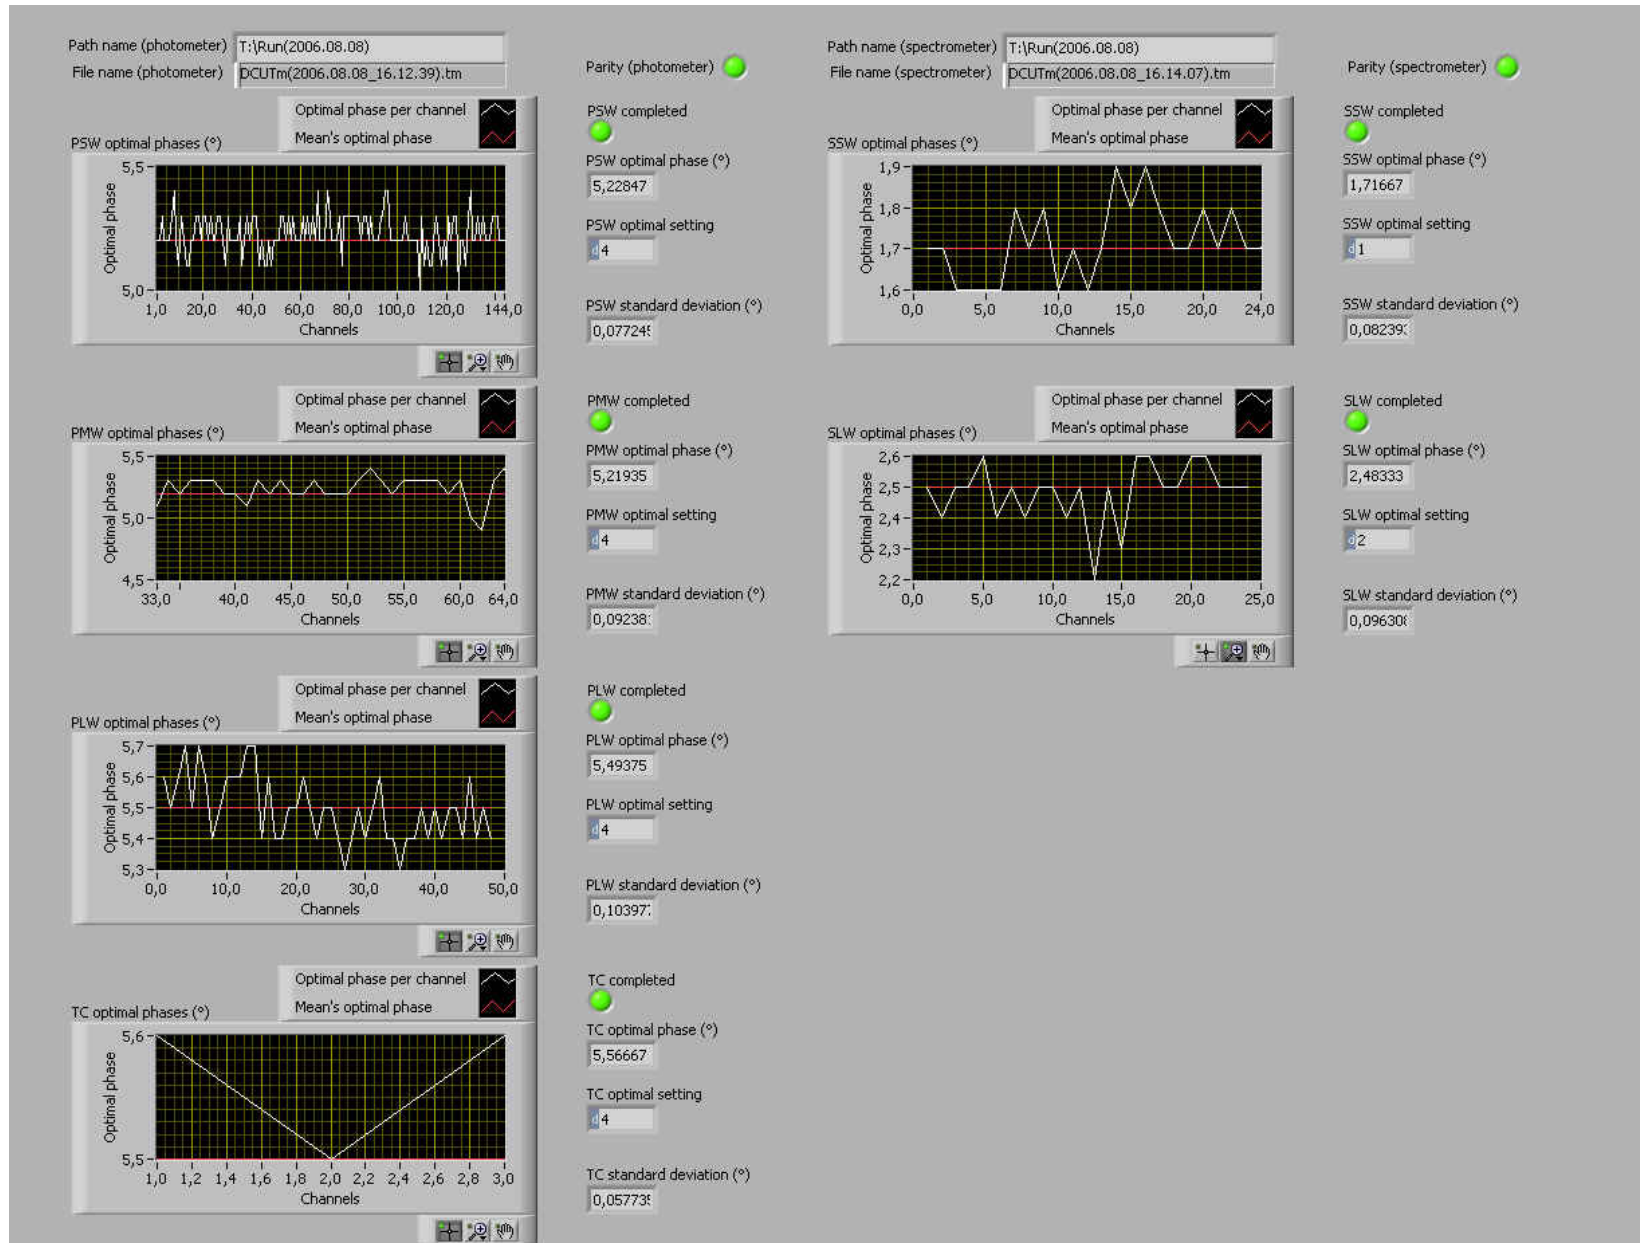 Path name (photometer) T:\Run(2006.08.08)
File name (photometer) DCUTm(2006.08.08_16.12.39).tm
Parity (photometer)
Path name (spectrometer) T:\Run(2006.08.08)
File name (spectrometer) DCUTm(2006.08.08_16.14.07).tm
Parity (spectrometer)
Optimal phase per channel
Mean's optimal phase
PSW optimal phases (°)
Optimal phase
5,5
5,0
1,0 20,0 40,0 60,0 80,0 100,0 120,0 144,0
Channels
PSW completed
PSW optimal phase (°)
5,22847
PSW optimal setting
d 4
PSW standard deviation (°)
0,07724
Optimal phase per channel
Mean's optimal phase
SSW optimal phases (°)
Optimal phase
1,9
1,8
1,7
1,6
0,0 5,0 10,0 15,0 20,0 24,0
Channels
SSW completed
SSW optimal phase (°)
1,71667
SSW optimal setting
d 1
SSW standard deviation (°)
0,08239
Optimal phase per channel
Mean's optimal phase
PMW optimal phases (°)
Optimal phase
5,5
5,0
4,5
33,0 40,0 45,0 50,0 55,0 60,0 64,0
Channels
PMW completed
PMW optimal phase (°)
5,21935
PMW optimal setting
d 4
PMW standard deviation (°)
0,09238
Optimal phase per channel
Mean's optimal phase
SLW optimal phases (°)
Optimal phase
2,6
2,5
2,4
2,3
2,2
0,0 5,0 10,0 15,0 20,0 25,0
Channels
SLW completed
SLW optimal phase (°)
2,48333
SLW optimal setting
d 2
SLW standard deviation (°)
0,09630
Optimal phase per channel
Mean's optimal phase
PLW optimal phases (°)
Optimal phase
5,7
5,6
5,5
5,4
5,3
0,0 10,0 20,0 30,0 40,0 50,0
Channels
PLW completed
PLW optimal phase (°)
5,49375
PLW optimal setting
d 4
PLW standard deviation (°)
0,10397
Optimal phase per channel
Mean's optimal phase
TC optimal phases (°)
Optimal phase
5,6
5,5
1,0 1,2 1,4 1,6 1,8 2,0 2,2 2,4 2,6 2,8 3,0
Channels
TC completed
TC optimal phase (°)
5,56667
TC optimal setting
d 4
TC standard deviation (°)
0,05773